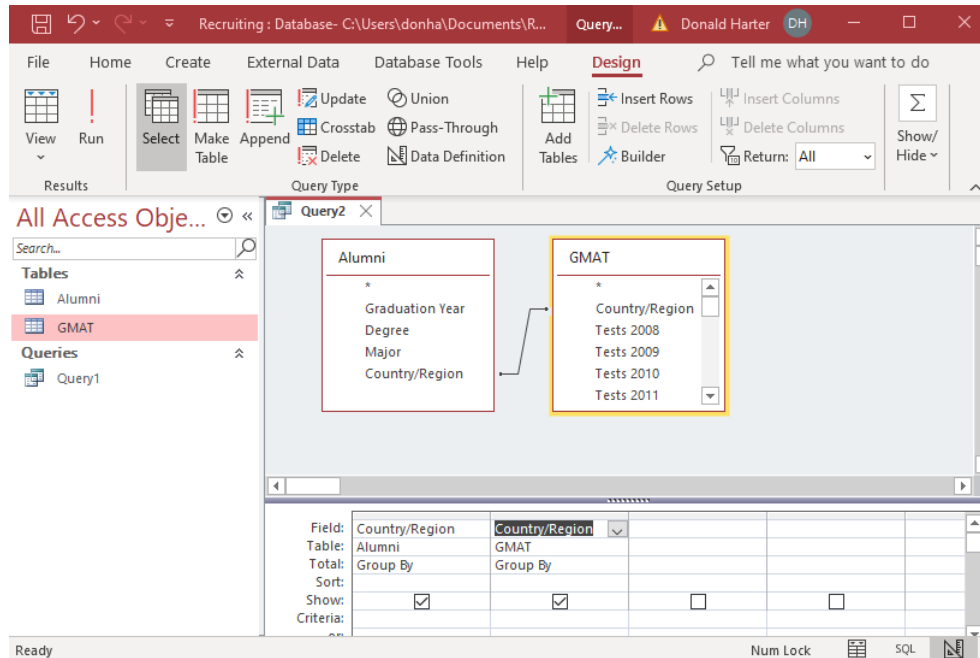 Recruiting : Database- C:\Users\donha\Documents\R... Query... Donald Harter DH
File Home Create External Data Database Tools Help Design Tell me what you want to do
View
Run
Select
Make Table
Append
Update
Crosstab
Delete
Union
Pass-Through
Data Definition
Add Tables
Insert Rows
Delete Rows
Builder
Insert Columns
Delete Columns
Return: All
Σ
Show/ Hide
Results Query Type Query Setup
All Access Obje... «
Search...
Tables
Alumni
GMAT
Queries
Query1
Query2
Alumni
*
Graduation Year
Degree
Major
Country/Region
GMAT
*
Country/Region
Tests 2008
Tests 2009
Tests 2010
Tests 2011
Field: Country/Region Country/Region
Table: Alumni GMAT
Total: Group By Group By
Sort:
Show:
Criteria:
Ready Num Lock SQL